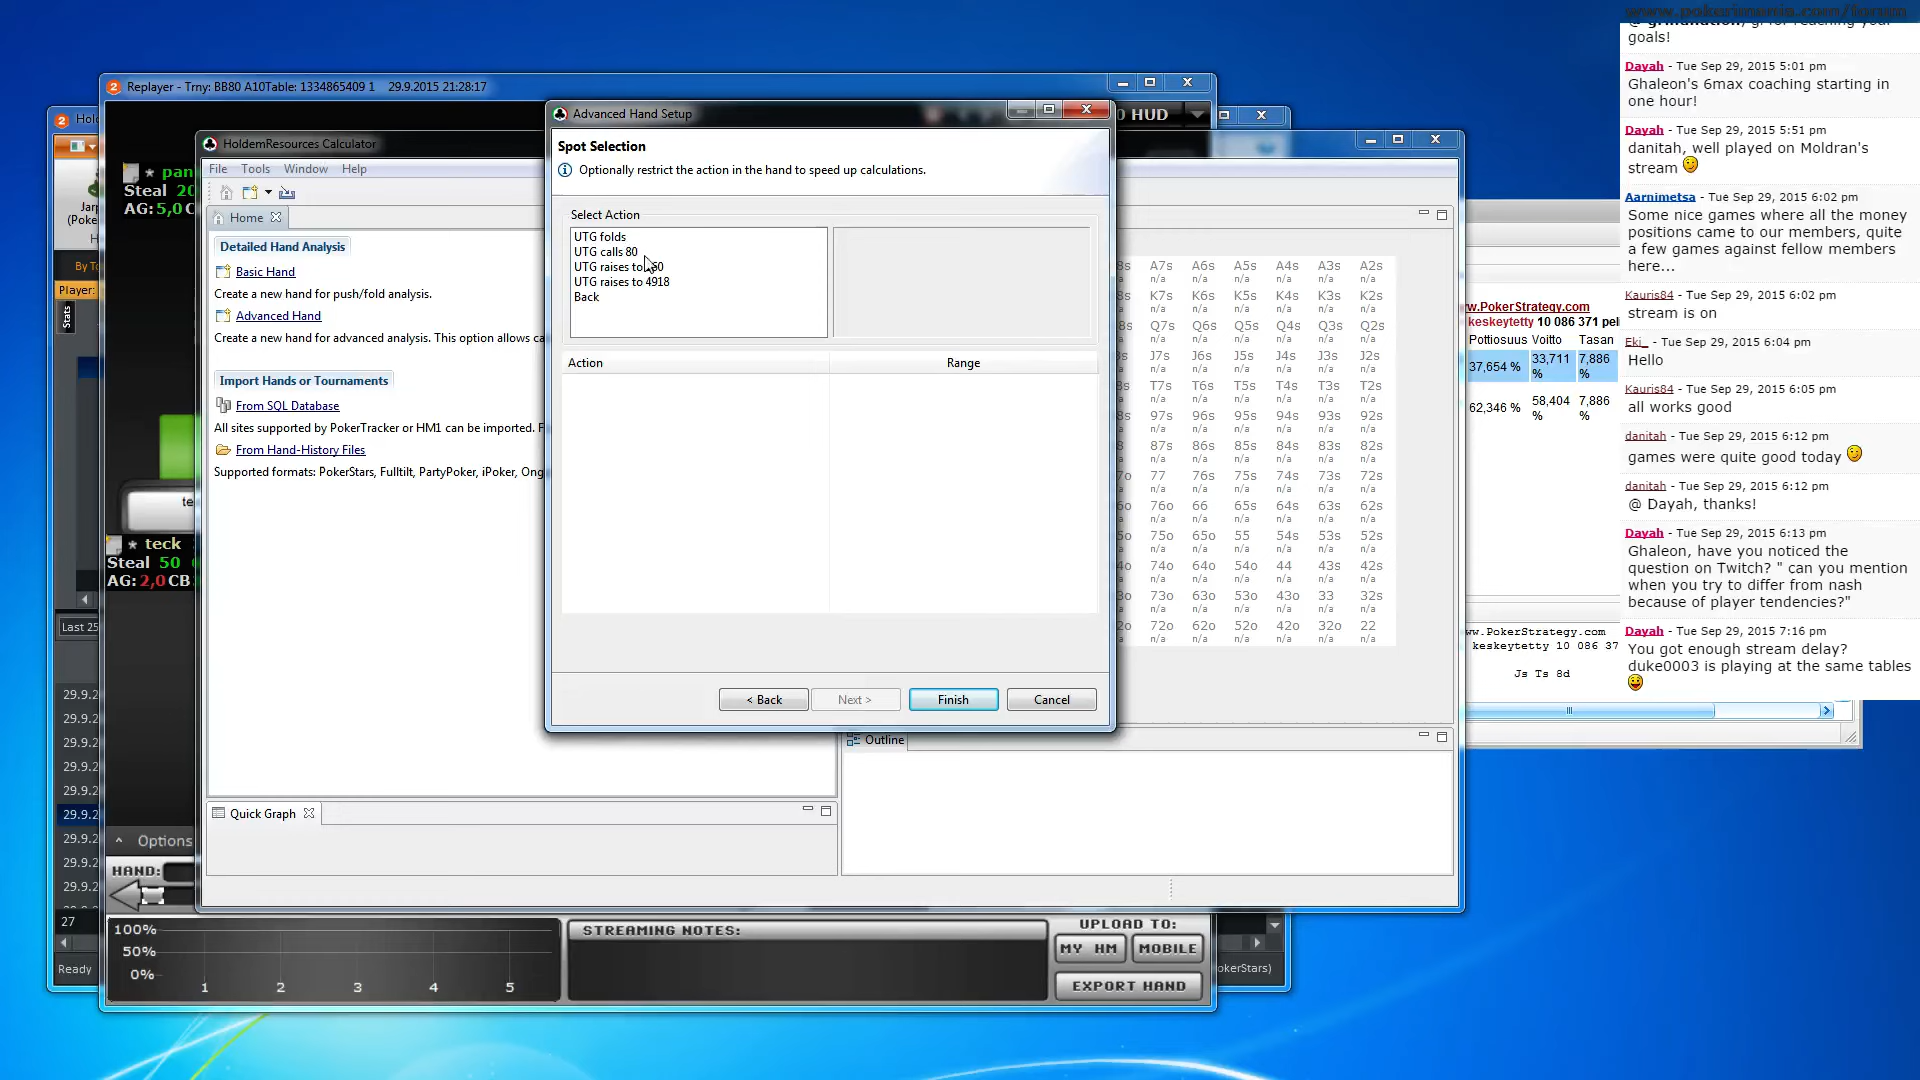 www.pokerisivusto.com/forum
goals!
Dayah - Tue Sep 29, 2015 5:01 pm
Ghaleon's 6max coaching starting in
one hour!
Dayah - Tue Sep 29, 2015 5:51 pm
danitah, well played on Moldran's
stream
Aarnimetsa - Tue Sep 29, 2015 6:02 pm
Some nice games where all the money
positions came to our members, quite
a few games against fellow members
here...
Kauris84 - Tue Sep 29, 2015 6:02 pm
stream is on
Eki_ - Tue Sep 29, 2015 6:04 pm
Hello
Kauris84 - Tue Sep 29, 2015 6:05 pm
all works good
danitah - Tue Sep 29, 2015 6:12 pm
games were quite good today
danitah - Tue Sep 29, 2015 6:12 pm
@ Dayah, thanks!
Dayah - Tue Sep 29, 2015 6:13 pm
Ghaleon, have you noticed the
question on Twitch? " can you mention
when you try to differ from nash
because of player tendencies?"
Dayah - Tue Sep 29, 2015 7:16 pm
You got enough stream delay?
duke0003 is playing at the same tables
Replayer - Trny: BB80 A10Table: 1334865409 1 29.9.2015 21:28:17
HUD
* pan
Steal 20
AG: 5,0 C
teck
Steal 50
AG: 2,0 CB
Options
HAND:
100%
50%
0%
1 2 3 4 5
STREAMING NOTES:
UPLOAD TO:
MY HM MOBILE
EXPORT HAND
By To
Player:
Stats
Last 25
27
Ready
HoldemResources Calculator
File Tools Window Help
Home
Detailed Hand Analysis
Basic Hand
Create a new hand for push/fold analysis.
Advanced Hand
Create a new hand for advanced analysis. This option allows ca
Import Hands or Tournaments
From SQL Database
All sites supported by PokerTracker or HM1 can be imported. F
From Hand-History Files
Supported formats: PokerStars, Fulltilt, PartyPoker, iPoker, Ong
Quick Graph
Outline
Advanced Hand Setup
Spot Selection
Optionally restrict the action in the hand to speed up calculations.
Select Action
UTG folds
UTG calls 80
UTG raises to
UTG raises to 4918
Back
Action Range
< Back Next > Finish Cancel
A7s A6s A5s A4s A3s A2s
n/a n/a n/a n/a n/a n/a
K7s K6s K5s K4s K3s K2s
n/a n/a n/a n/a n/a n/a
Q7s Q6s Q5s Q4s Q3s Q2s
n/a n/a n/a n/a n/a n/a
J7s J6s J5s J4s J3s J2s
n/a n/a n/a n/a n/a n/a
T7s T6s T5s T4s T3s T2s
n/a n/a n/a n/a n/a n/a
97s 96s 95s 94s 93s 92s
n/a n/a n/a n/a n/a n/a
87s 86s 85s 84s 83s 82s
n/a n/a n/a n/a n/a n/a
77 76s 75s 74s 73s 72s
n/a n/a n/a n/a n/a n/a
76o 66 65s 64s 63s 62s
n/a n/a n/a n/a n/a n/a
75o 65o 55 54s 53s 52s
n/a n/a n/a n/a n/a n/a
74o 64o 54o 44 43s 42s
n/a n/a n/a n/a n/a n/a
73o 63o 53o 43o 33 32s
n/a n/a n/a n/a n/a n/a
72o 62o 52o 42o 32o 22
n/a n/a n/a n/a n/a n/a
w.PokerStrategy.com
keskeytetty 10 086 371 peli
Pottiosuus Voitto Tasan
37,654 % 33,711 % 7,886 %
62,346 % 58,404 % 7,886 %
w.PokerStrategy.com
keskeytetty 10 086 37
Js Ts 8d
okerStars)